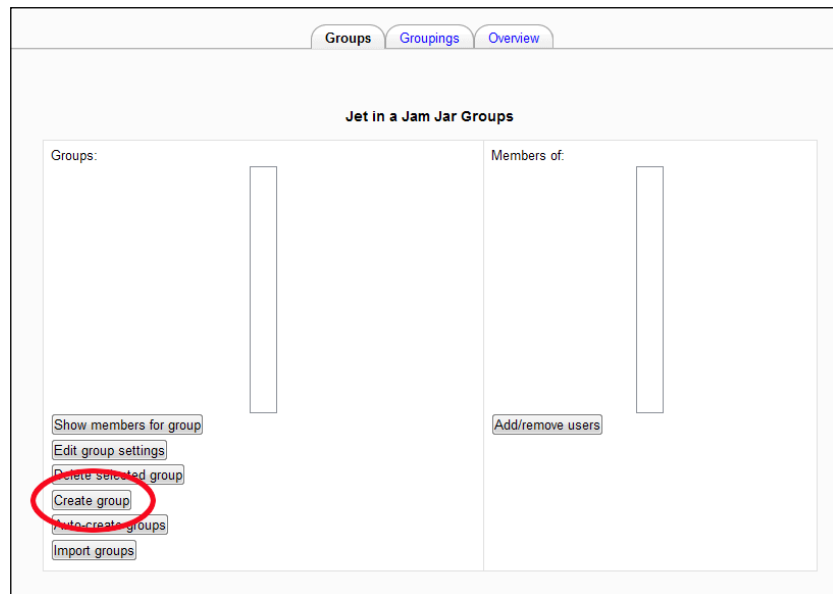 Groups Groupings Overview
Jet in a Jam Jar Groups
Groups:
Members of:
Show members for group
Edit group settings
Delete selected group
Create group
Auto-create groups
Import groups
Add/remove users